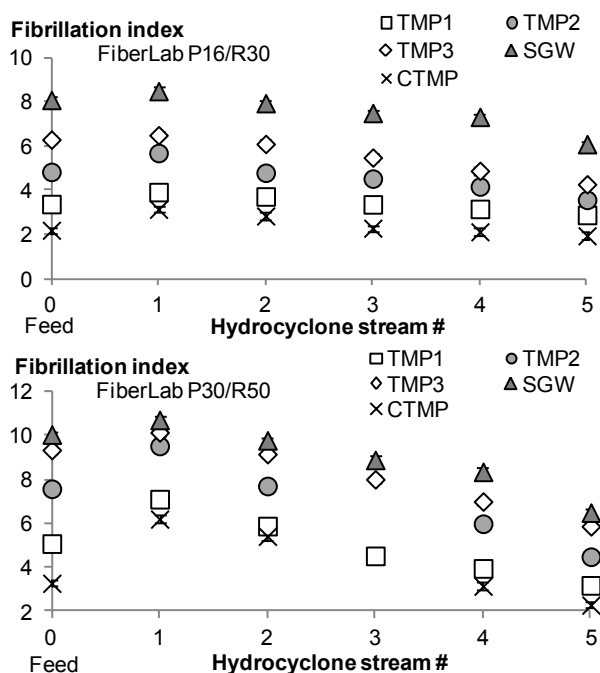 Fibrillation index
FiberLab P16/R30
TMP1 TMP2
TMP3 SGW
CTMP
10
8
6
4
2
0
0 1 2 3 4 5
Feed Hydrocyclone stream #
Fibrillation index
FiberLab P30/R50
TMP1 TMP2
TMP3 SGW
CTMP
12
10
8
6
4
2
0 1 2 3 4 5
Feed Hydrocyclone stream #